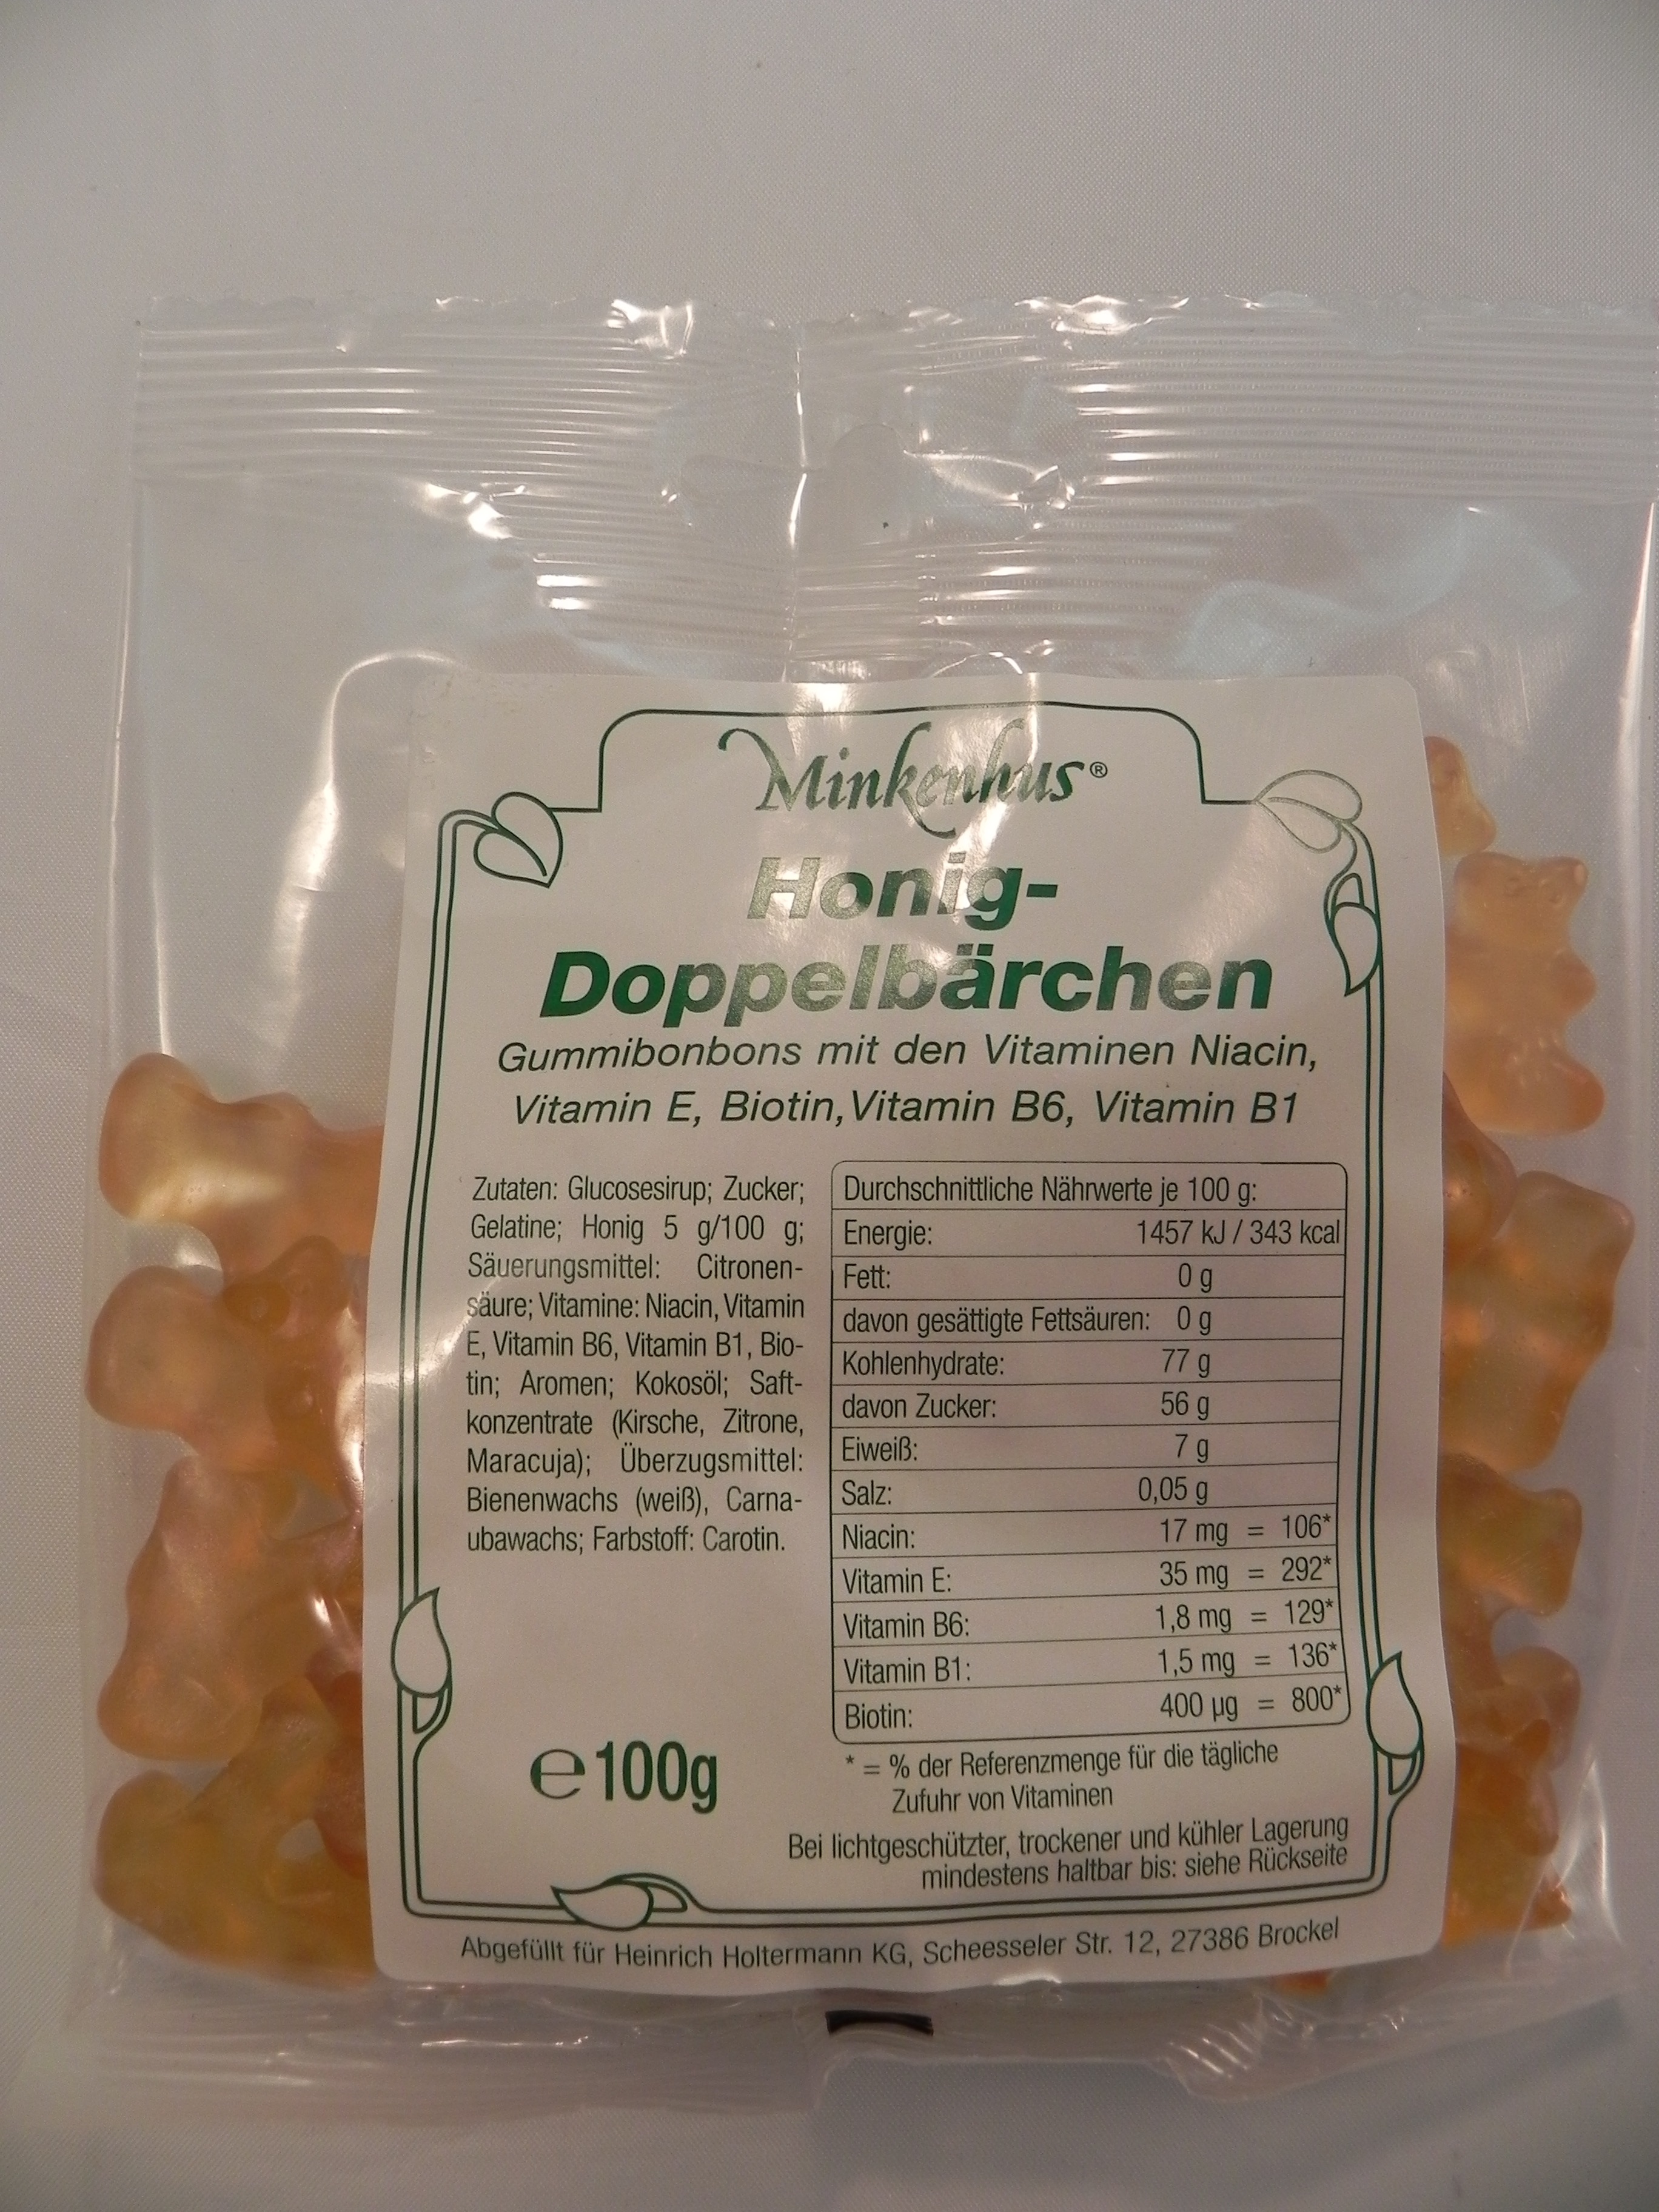 Minkenhus®
Honig-
Doppelbärchen
Gummibonbons mit den Vitaminen Niacin,
Vitamin E, Biotin, Vitamin B6, Vitamin B1
Zutaten: Glucosesirup; Zucker;
Gelatine; Honig 5 g/100 g;
Säuerungsmittel: Citronen-
säure; Vitamine: Niacin, Vitamin
E, Vitamin B6, Vitamin B1, Bio-
tin; Aromen; Kokosöl; Saft-
konzentrate (Kirsche, Zitrone,
Maracuja); Überzugsmittel:
Bienenwachs (weiß), Carna-
ubawachs; Farbstoff: Carotin.
e 100g
Durchschnittliche Nährwerte je 100 g:
Energie: 1457 kJ / 343 kcal
Fett: 0 g
davon gesättigte Fettsäuren: 0 g
Kohlenhydrate: 77 g
davon Zucker: 56 g
Eiweiß: 7 g
Salz: 0,05 g
Niacin: 17 mg = 106*
Vitamin E: 35 mg = 292*
Vitamin B6: 1,8 mg = 129*
Vitamin B1: 1,5 mg = 136*
Biotin: 400 µg = 800*
* = % der Referenzmenge für die tägliche
Zufuhr von Vitaminen
Bei lichtgeschützter, trockener und kühler Lagerung
mindestens haltbar bis: siehe Rückseite
Abgefüllt für Heinrich Holtermann KG, Scheesseler Str. 12, 27386 Brockel